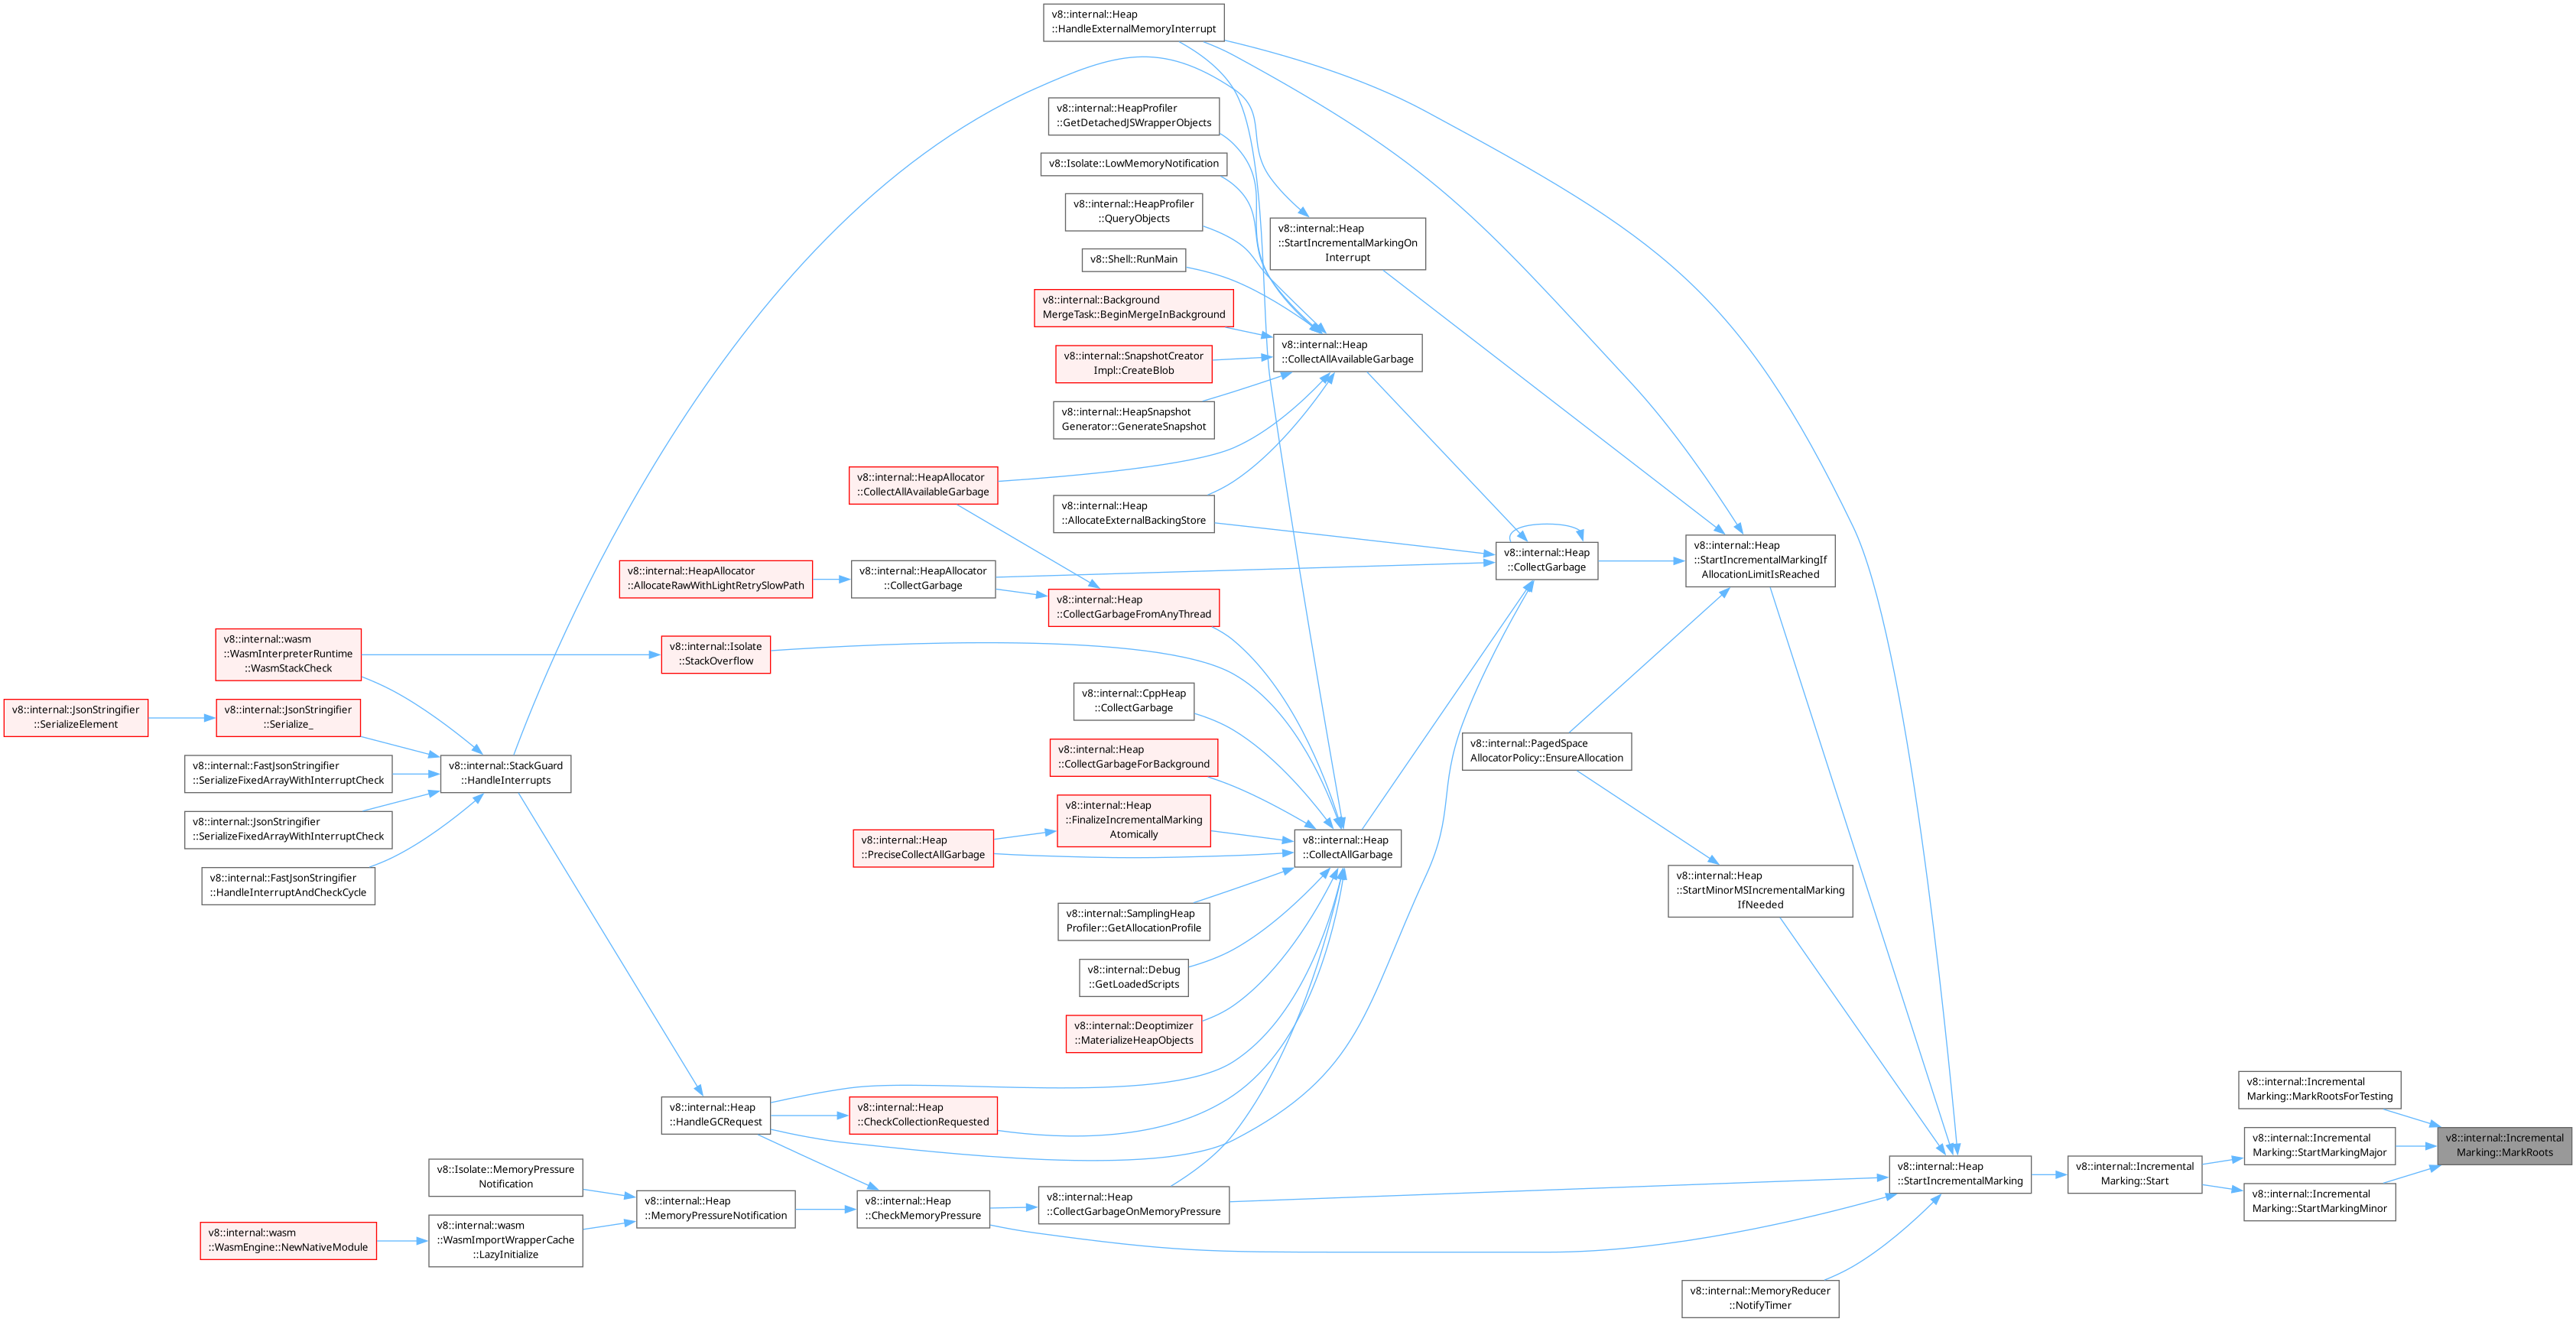 v8::internal::Heap
::HandleExternalMemoryInterrupt
v8::internal::HeapProfiler
::GetDetachedJSWrapperObjects
v8::Isolate::LowMemoryNotification
v8::internal::HeapProfiler
::QueryObjects
v8::internal::Heap
::StartIncrementalMarkingOn
Interrupt
v8::Shell::RunMain
v8::internal::Background
MergeTask::BeginMergeInBackground
v8::internal::Heap
::CollectAllAvailableGarbage
v8::internal::SnapshotCreator
Impl::CreateBlob
v8::internal::HeapSnapshot
Generator::GenerateSnapshot
v8::internal::HeapAllocator
::CollectAllAvailableGarbage
v8::internal::Heap
::AllocateExternalBackingStore
v8::internal::Heap
::CollectGarbage
v8::internal::Heap
::StartIncrementalMarkingIf
AllocationLimitIsReached
v8::internal::HeapAllocator
::AllocateRawWithLightRetrySlowPath
v8::internal::HeapAllocator
::CollectGarbage
v8::internal::Heap
::CollectGarbageFromAnyThread
v8::internal::wasm
::WasmInterpreterRuntime
::WasmStackCheck
v8::internal::Isolate
::StackOverflow
v8::internal::CppHeap
::CollectGarbage
v8::internal::JsonStringifier
::SerializeElement
v8::internal::JsonStringifier
::Serialize_
v8::internal::FastJsonStringifier
::SerializeFixedArrayWithInterruptCheck
v8::internal::StackGuard
::HandleInterrupts
v8::internal::Heap
::CollectGarbageForBackground
v8::internal::PagedSpace
AllocatorPolicy::EnsureAllocation
v8::internal::JsonStringifier
::SerializeFixedArrayWithInterruptCheck
v8::internal::Heap
::FinalizeIncrementalMarking
Atomically
v8::internal::Heap
::PreciseCollectAllGarbage
v8::internal::Heap
::CollectAllGarbage
v8::internal::FastJsonStringifier
::HandleInterruptAndCheckCycle
v8::internal::Heap
::StartMinorMSIncrementalMarking
IfNeeded
v8::internal::SamplingHeap
Profiler::GetAllocationProfile
v8::internal::Debug
::GetLoadedScripts
v8::internal::Deoptimizer
::MaterializeHeapObjects
v8::internal::Heap
::HandleGCRequest
v8::internal::Heap
::CheckCollectionRequested
v8::internal::Incremental
Marking::MarkRootsForTesting
v8::internal::Incremental
Marking::StartMarkingMajor
v8::internal::Incremental
Marking::MarkRoots
v8::Isolate::MemoryPressure
Notification
v8::internal::Heap
::MemoryPressureNotification
v8::internal::Heap
::CheckMemoryPressure
v8::internal::Heap
::CollectGarbageOnMemoryPressure
v8::internal::Heap
::StartIncrementalMarking
v8::internal::Incremental
Marking::Start
v8::internal::Incremental
Marking::StartMarkingMinor
v8::internal::wasm
::WasmEngine::NewNativeModule
v8::internal::wasm
::WasmImportWrapperCache
::LazyInitialize
v8::internal::MemoryReducer
::NotifyTimer